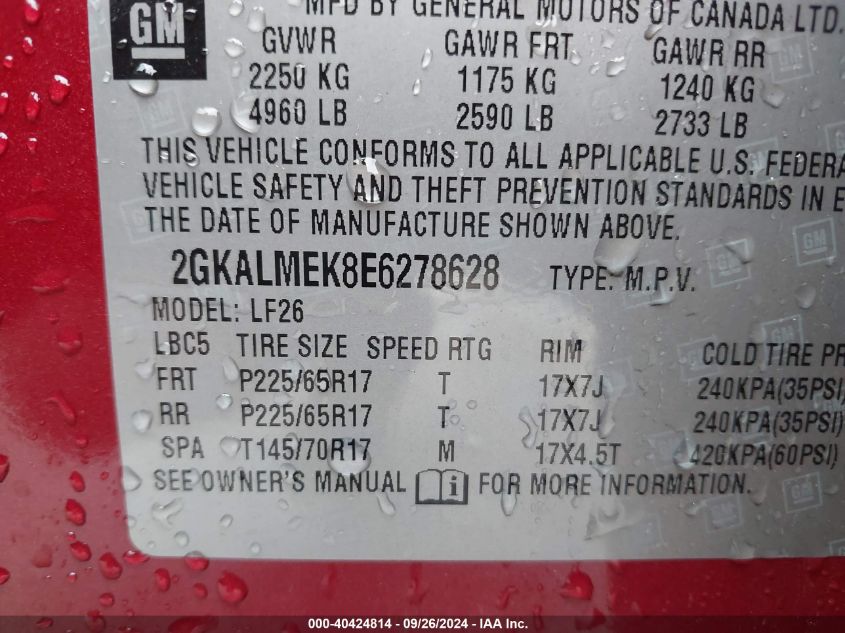 GM
MFD BY GENERAL MOTORS OF CANADA LTD.
GVWR GAWR FRT GAWR RR
2250 KG 1175 KG 1240 KG
4960 LB 2590 LB 2733 LB
THIS VEHICLE CONFORMS TO ALL APPLICABLE U.S. FEDERA
VEHICLE SAFETY AND THEFT PREVENTION STANDARDS IN E
THE DATE OF MANUFACTURE SHOWN ABOVE.
2GKALMEK8E6278628 TYPE: M.P.V.
MODEL: LF26
LBC5 TIRE SIZE SPEED RTG RIM COLD TIRE PR
FRT P225/65R17 T 17X7J 240KPA(35PSI)
RR P225/65R17 T 17X7J 240KPA(35PSI)
SPA T145/70R17 M 17X4.5T 420KPA(60PSI)
SEE OWNER'S MANUAL i FOR MORE INFORMATION.
000-40424814 - 09/26/2024 - IAA Inc.